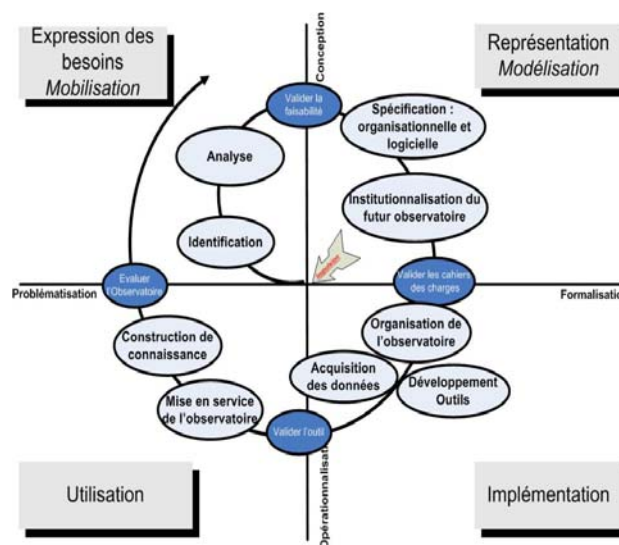 Expression des
besoins
Mobilisation
Représentation
Modélisation
Conception
Valider la
faisabilité
Spécification :
organisationnelle et
logicielle
Analyse
Institutionnalisation du
futur observatoire
Identification
Evaluer
l'Observatoire
Valider les cahiers
des charges
Problématisation
Formalisatio
Organisation de
l'observatoire
Construction de
connaissance
Acquisition
des données
Développement
Outils
Mise en service
de l'observatoire
Valider l'outil
Opérationnalisati
Utilisation
Implémentation